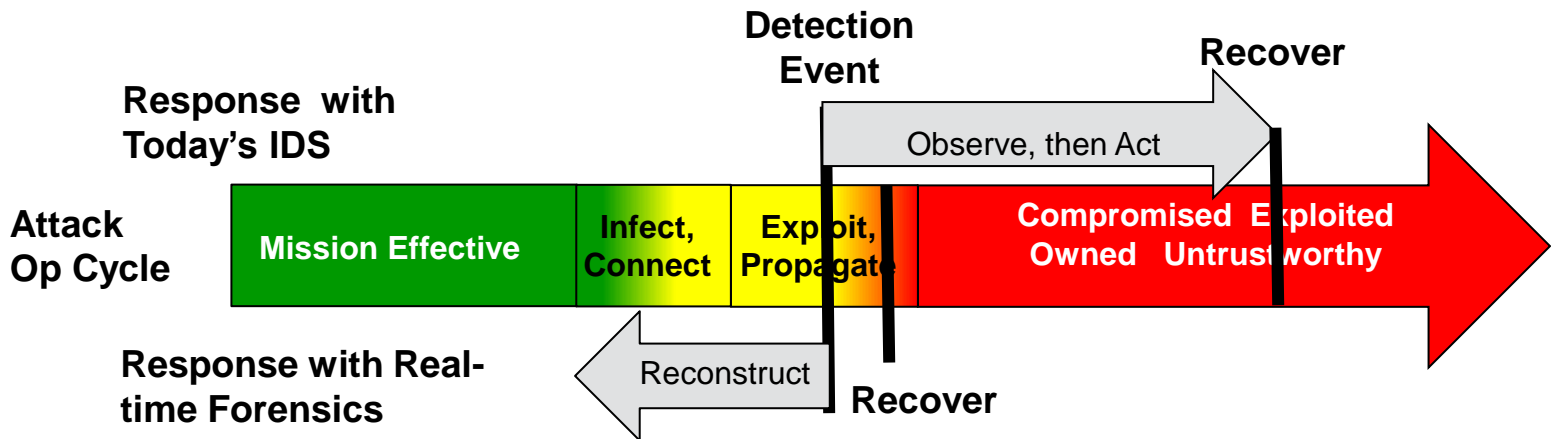 Detection
Event
Recover
Response with
Today's IDS
Observe, then Act
Attack
Op Cycle
Mission Effective
Infect,
Connect
Exploit,
Propagate
Compromised Exploited
Owned Untrustworthy
Response with Real-
time Forensics
Reconstruct
Recover